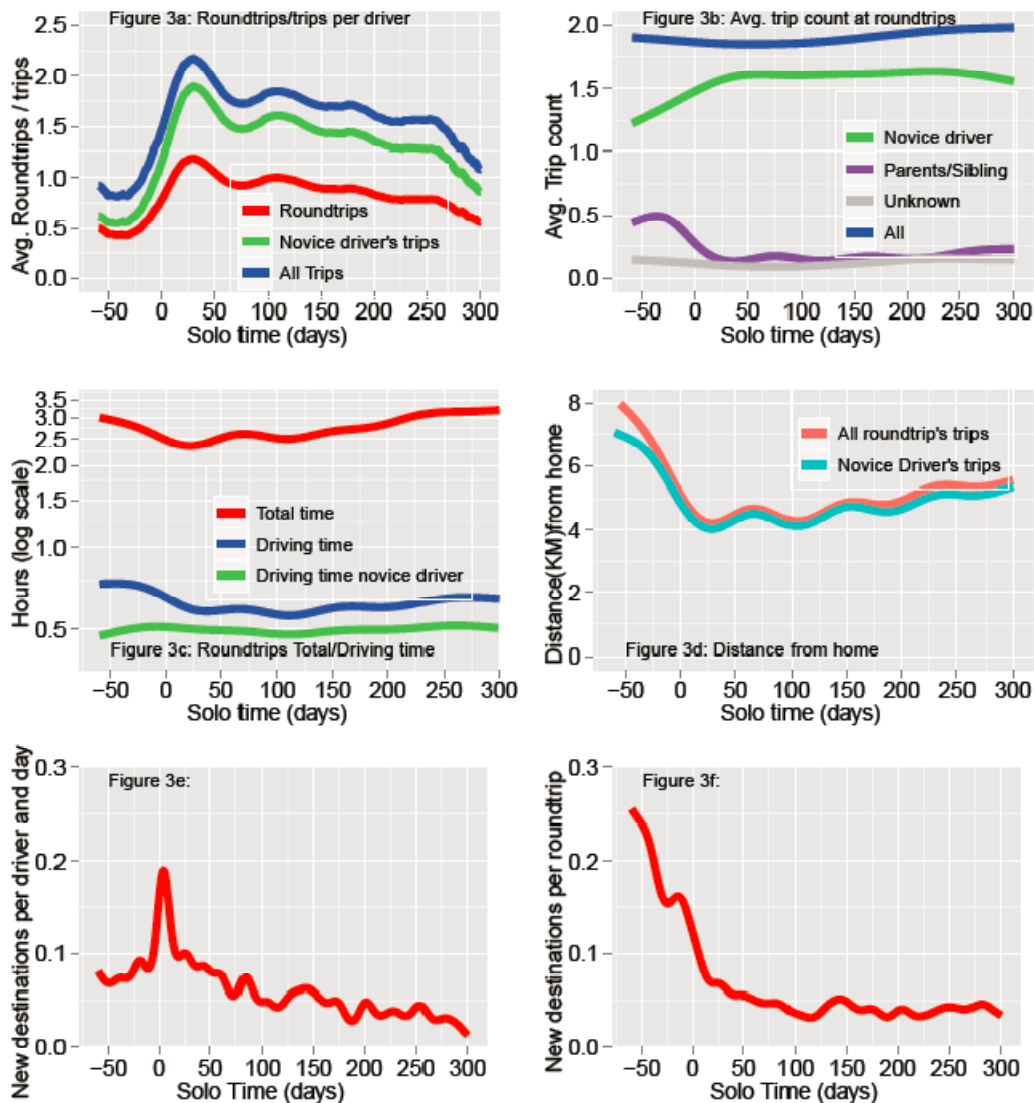 Figure 3a: Roundtrips/trips per driver
Avg. Roundtrips / trips
2.5
2.0
1.5
1.0
0.5
0.0
Roundtrips
Novice driver's trips
All Trips
−50 0 50 100 150 200 250 300
Solo time (days)
Figure 3b: Avg. trip count at roundtrips
Avg. Trip count
2.0
1.5
1.0
0.5
0.0
Novice driver
Parents/Sibling
Unknown
All
−50 0 50 100 150 200 250 300
Solo time (days)
Hours (log scale)
3.5
3.0
2.5
2.0
1.5
1.0
0.5
Total time
Driving time
Driving time novice driver
Figure 3c: Roundtrips Total/Driving time
−50 0 50 100 150 200 250 300
Solo time (days)
Distance(KM)from home
8
6
4
2
0
All roundtrip's trips
Novice Driver's trips
Figure 3d: Distance from home
−50 0 50 100 150 200 250 300
Solo time (days)
New destinations per driver and day
0.3
0.2
0.1
0.0
Figure 3e:
−50 0 50 100 150 200 250 300
Solo Time (days)
New destinations per roundtrip
0.3
0.2
0.1
0.0
Figure 3f:
−50 0 50 100 150 200 250 300
Solo Time (days)